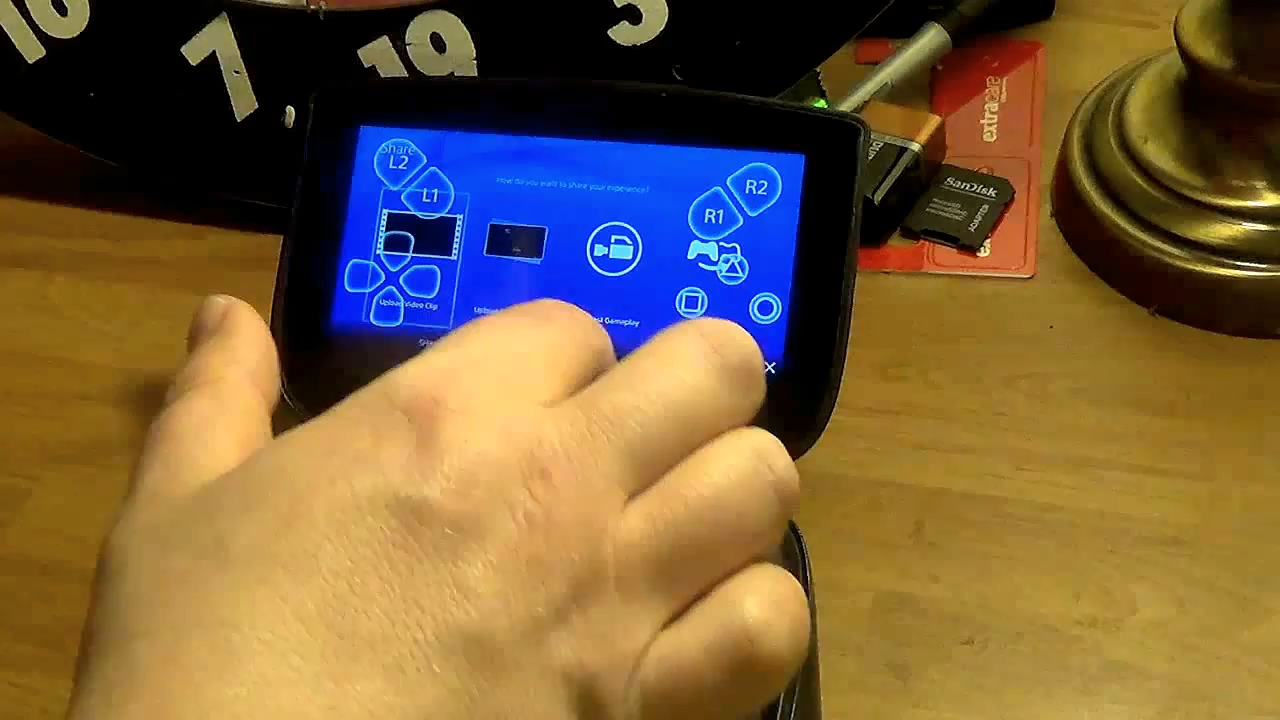 16
7
19
3
extracare
SanDisk
ADAPTER
Share
L2
L1
How do you want to share your experience?
R2
R1
Upload Video Clip
Gameplay